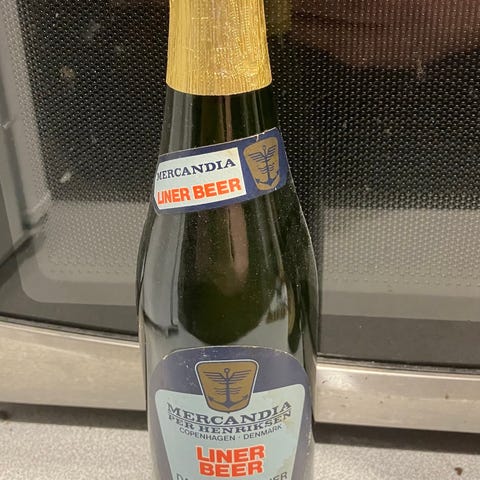 MERCANDIA
LINER BEER
MERCANDIA
PER HENRIKSEN
COPENHAGEN · DENMARK
LINER
BEER